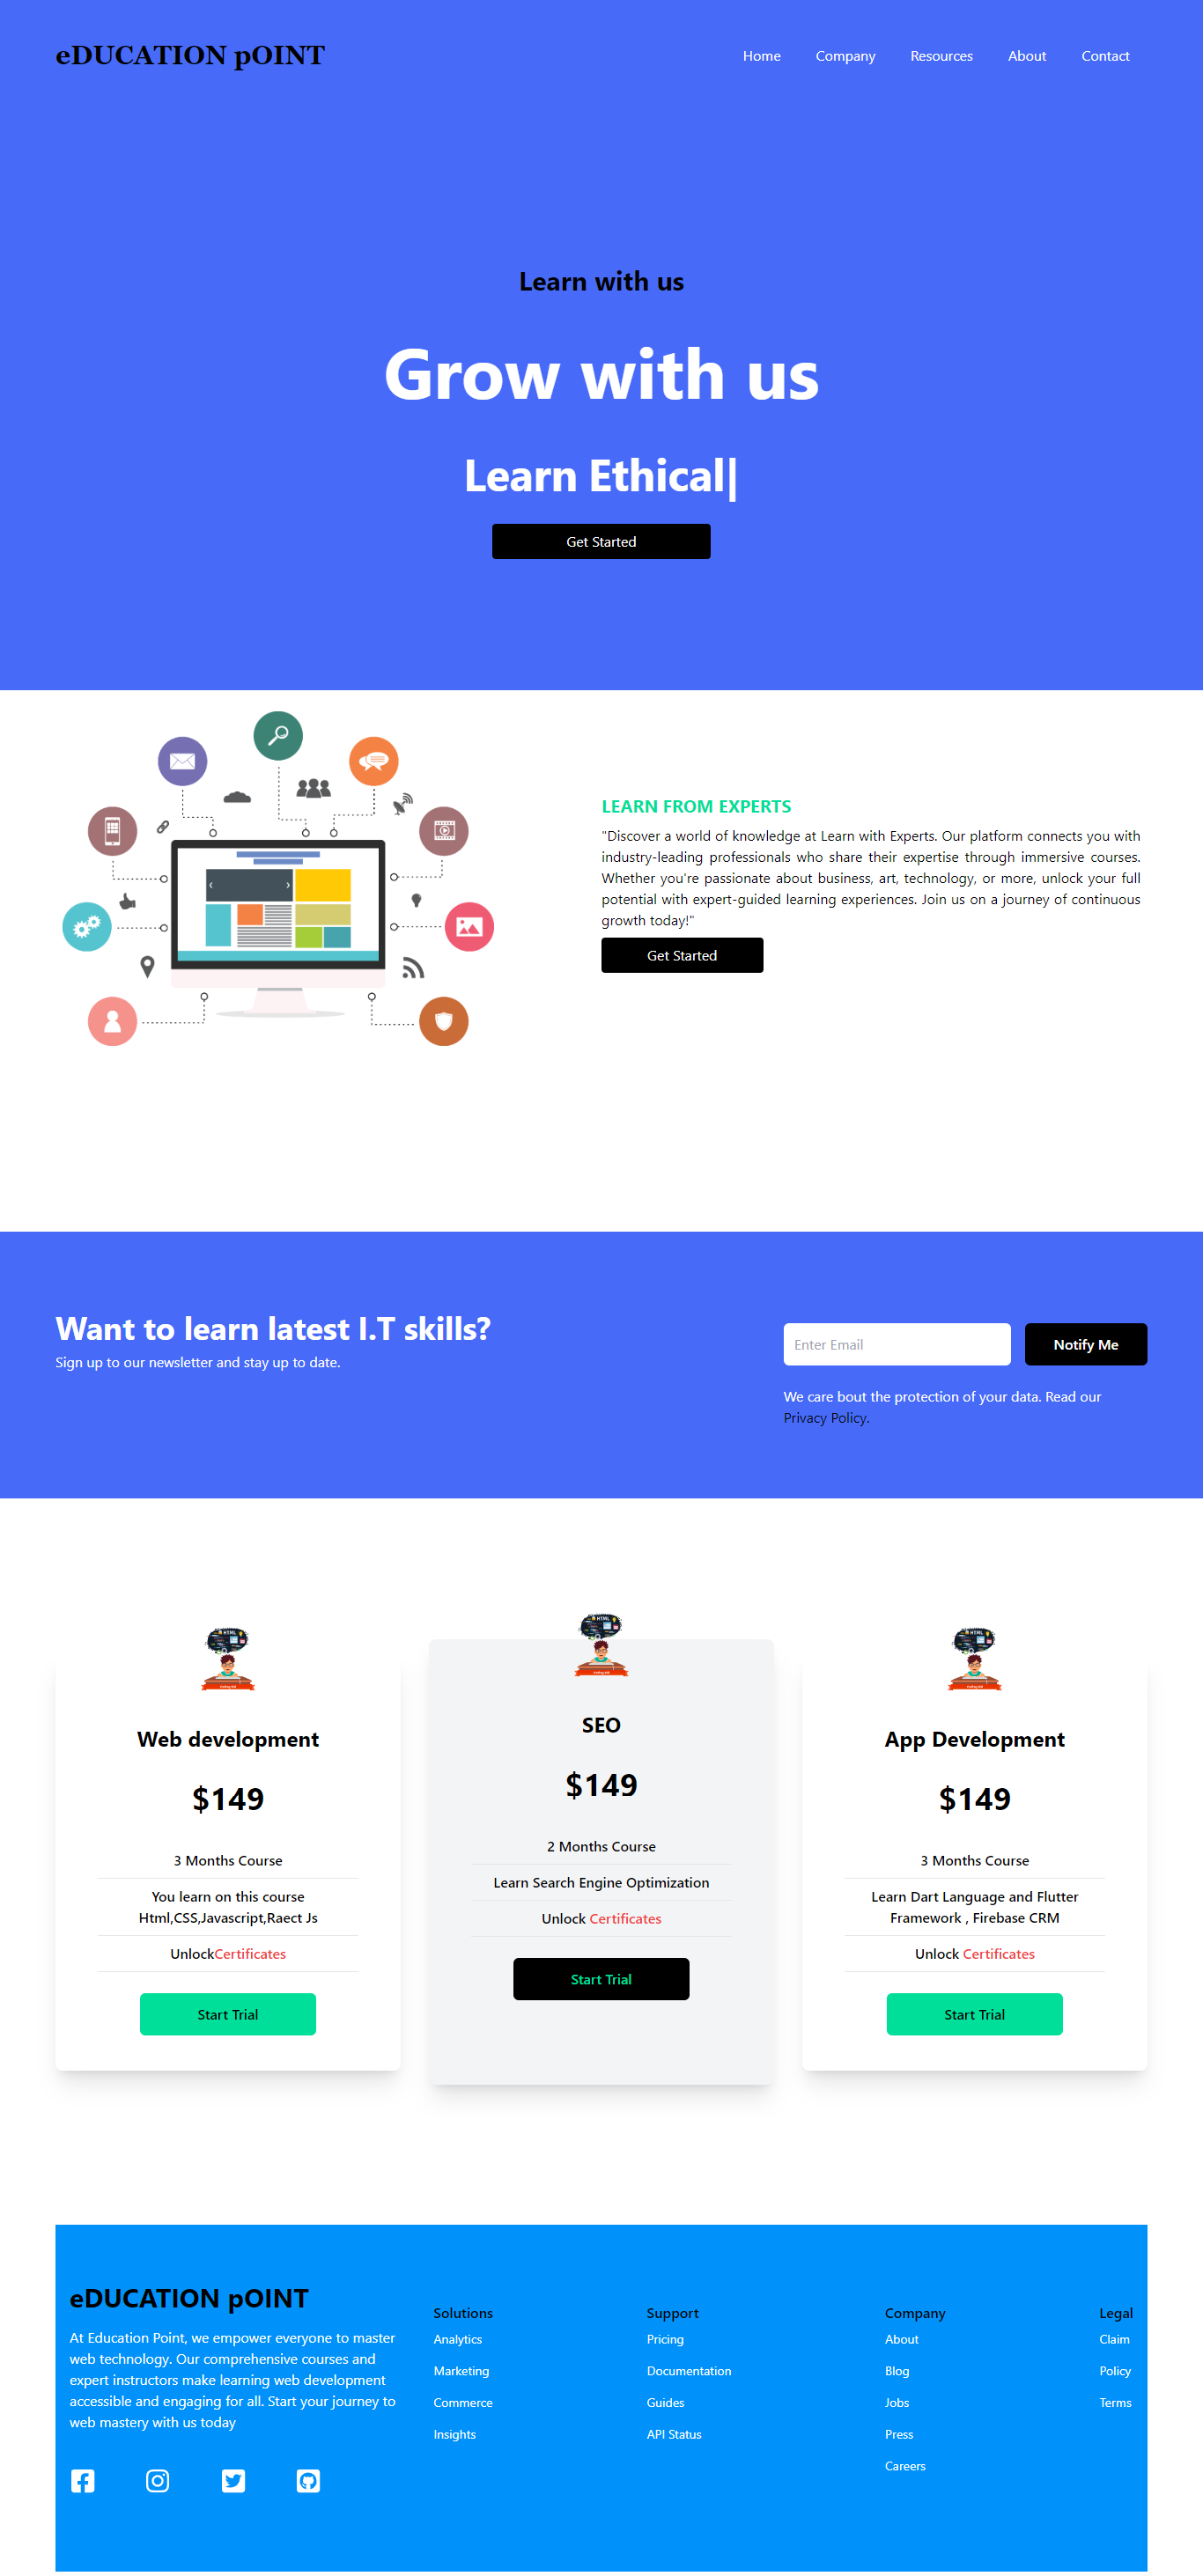 eDUCATION pOINT
Home Company Resources About Contact
Learn with us
Grow with us
Learn Ethical|
Get Started
LEARN FROM EXPERTS
"Discover a world of knowledge at Learn with Experts. Our platform connects you with
industry-leading professionals who share their expertise through immersive courses.
Whether you're passionate about business, art, technology, or more, unlock your full
potential with expert-guided learning experiences. Join us on a journey of continuous
growth today!"
Get Started
Want to learn latest I.T skills?
Sign up to our newsletter and stay up to date.
Enter Email
Notify Me
We care bout the protection of your data. Read our
Privacy Policy.
HTML
Web development
$149
3 Months Course
You learn on this course
Html,CSS,Javascript,Raect Js
UnlockCertificates
Start Trial
HTML
SEO
$149
2 Months Course
Learn Search Engine Optimization
Unlock Certificates
Start Trial
HTML
App Development
$149
3 Months Course
Learn Dart Language and Flutter
Framework , Firebase CRM
Unlock Certificates
Start Trial
eDUCATION pOINT
At Education Point, we empower everyone to master
web technology. Our comprehensive courses and
expert instructors make learning web development
accessible and engaging for all. Start your journey to
web mastery with us today
Solutions
Analytics
Marketing
Commerce
Insights
Support
Pricing
Documentation
Guides
API Status
Company
About
Blog
Jobs
Press
Careers
Legal
Claim
Policy
Terms